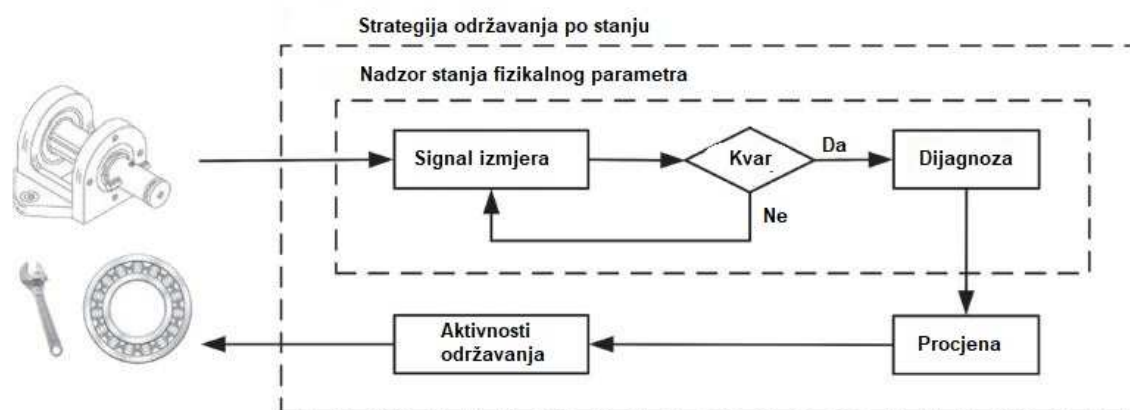 Strategija održavanja po stanju
Nadzor stanja fizikalnog parametra
Signal izmjera
Kvar
Da
Dijagnoza
Ne
Aktivnosti
održavanja
Procjena